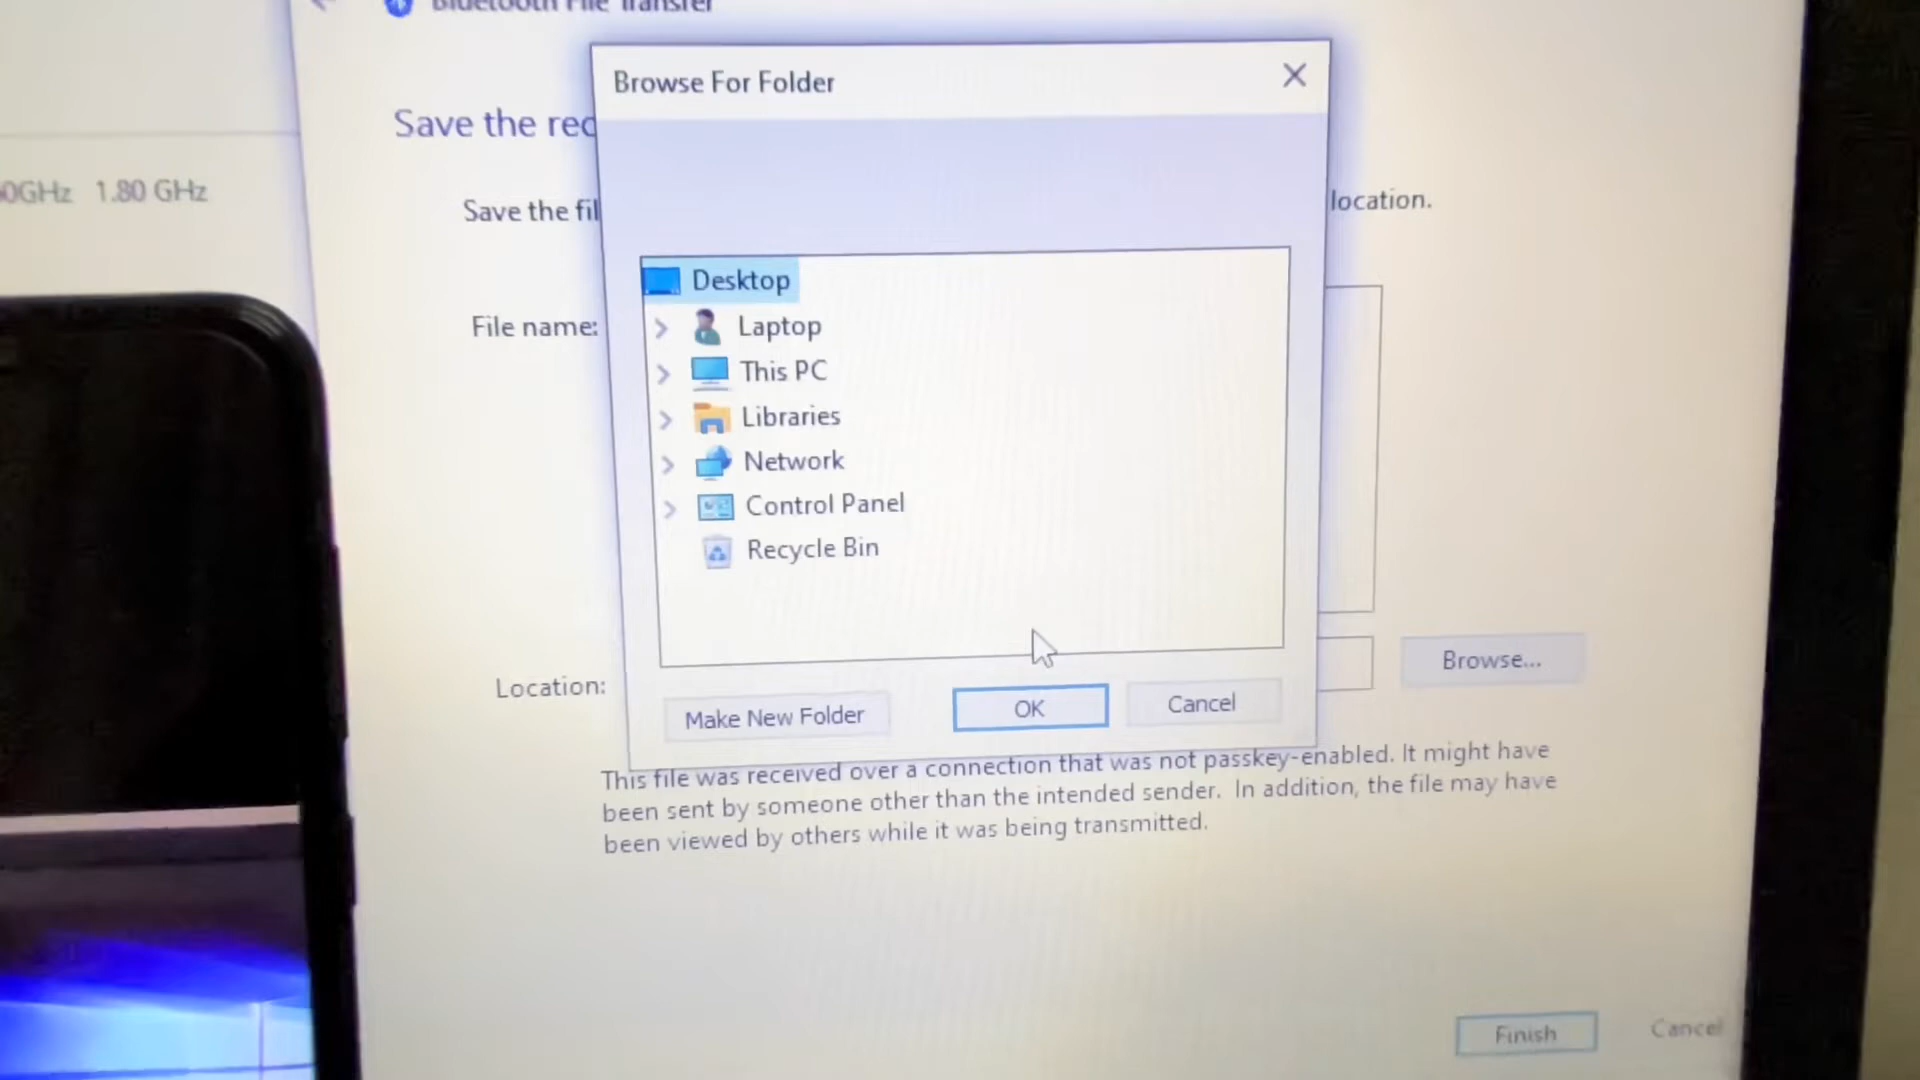 Bluetooth File Transfer
Browse For Folder
Save the rec
0GHz 1.80 GHz
Save the fil
location.
Desktop
File name:
Laptop
This PC
Libraries
Network
Control Panel
Recycle Bin
Browse...
Location:
Make New Folder
OK
Cancel
This file was received over a connection that was not passkey-enabled. It might have
been sent by someone other than the intended sender. In addition, the file may have
been viewed by others while it was being transmitted.
Finish
Cancel